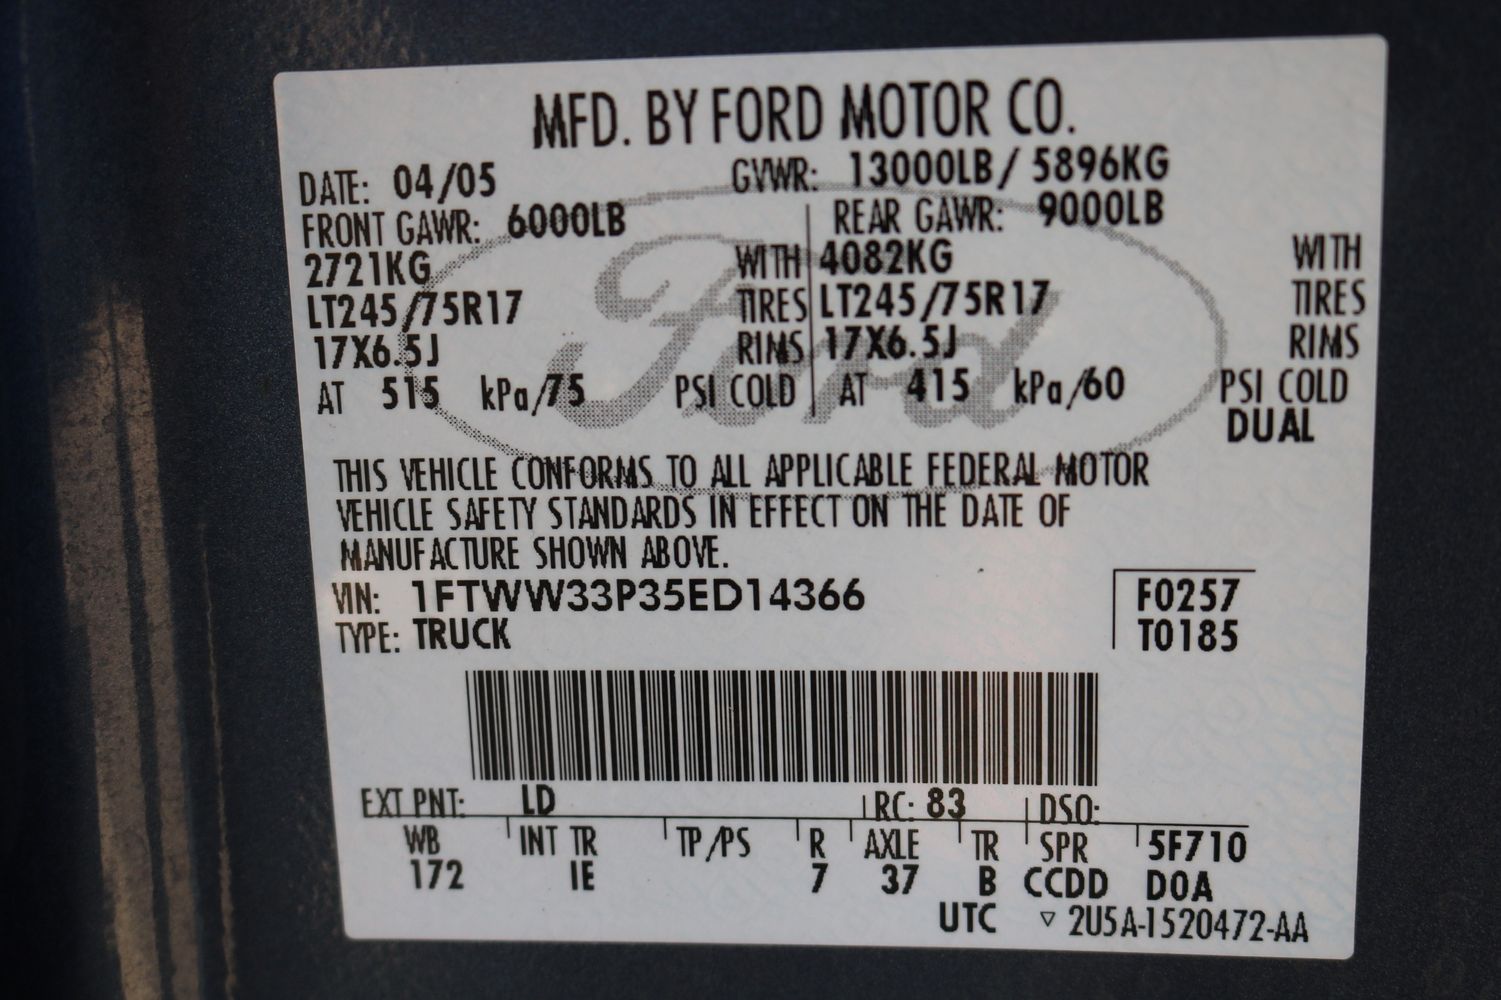 MFD. BY FORD MOTOR CO.
DATE: 04/05 GVWR: 13000LB / 5896KG
FRONT GAWR: 6000LB REAR GAWR: 9000LB
2721KG WITH 4082KG WITH
LT245/75R17 TIRES LT245/75R17 TIRES
17X6.5J RIMS 17X6.5J RIMS
AT 515 kPa/75 PSI COLD AT 415 kPa/60 PSI COLD
DUAL
Ford
THIS VEHICLE CONFORMS TO ALL APPLICABLE FEDERAL MOTOR
VEHICLE SAFETY STANDARDS IN EFFECT ON THE DATE OF
MANUFACTURE SHOWN ABOVE.
VIN: 1FTWW33P35ED14366 F0257
TYPE: TRUCK T0185
EXT PNT: LD RC: 83 DSO:
WB INT TR TP/PS R AXLE TR SPR 5F710
172 IE 7 37 B CCDD D0A
UTC ▽ 2U5A-1520472-AA